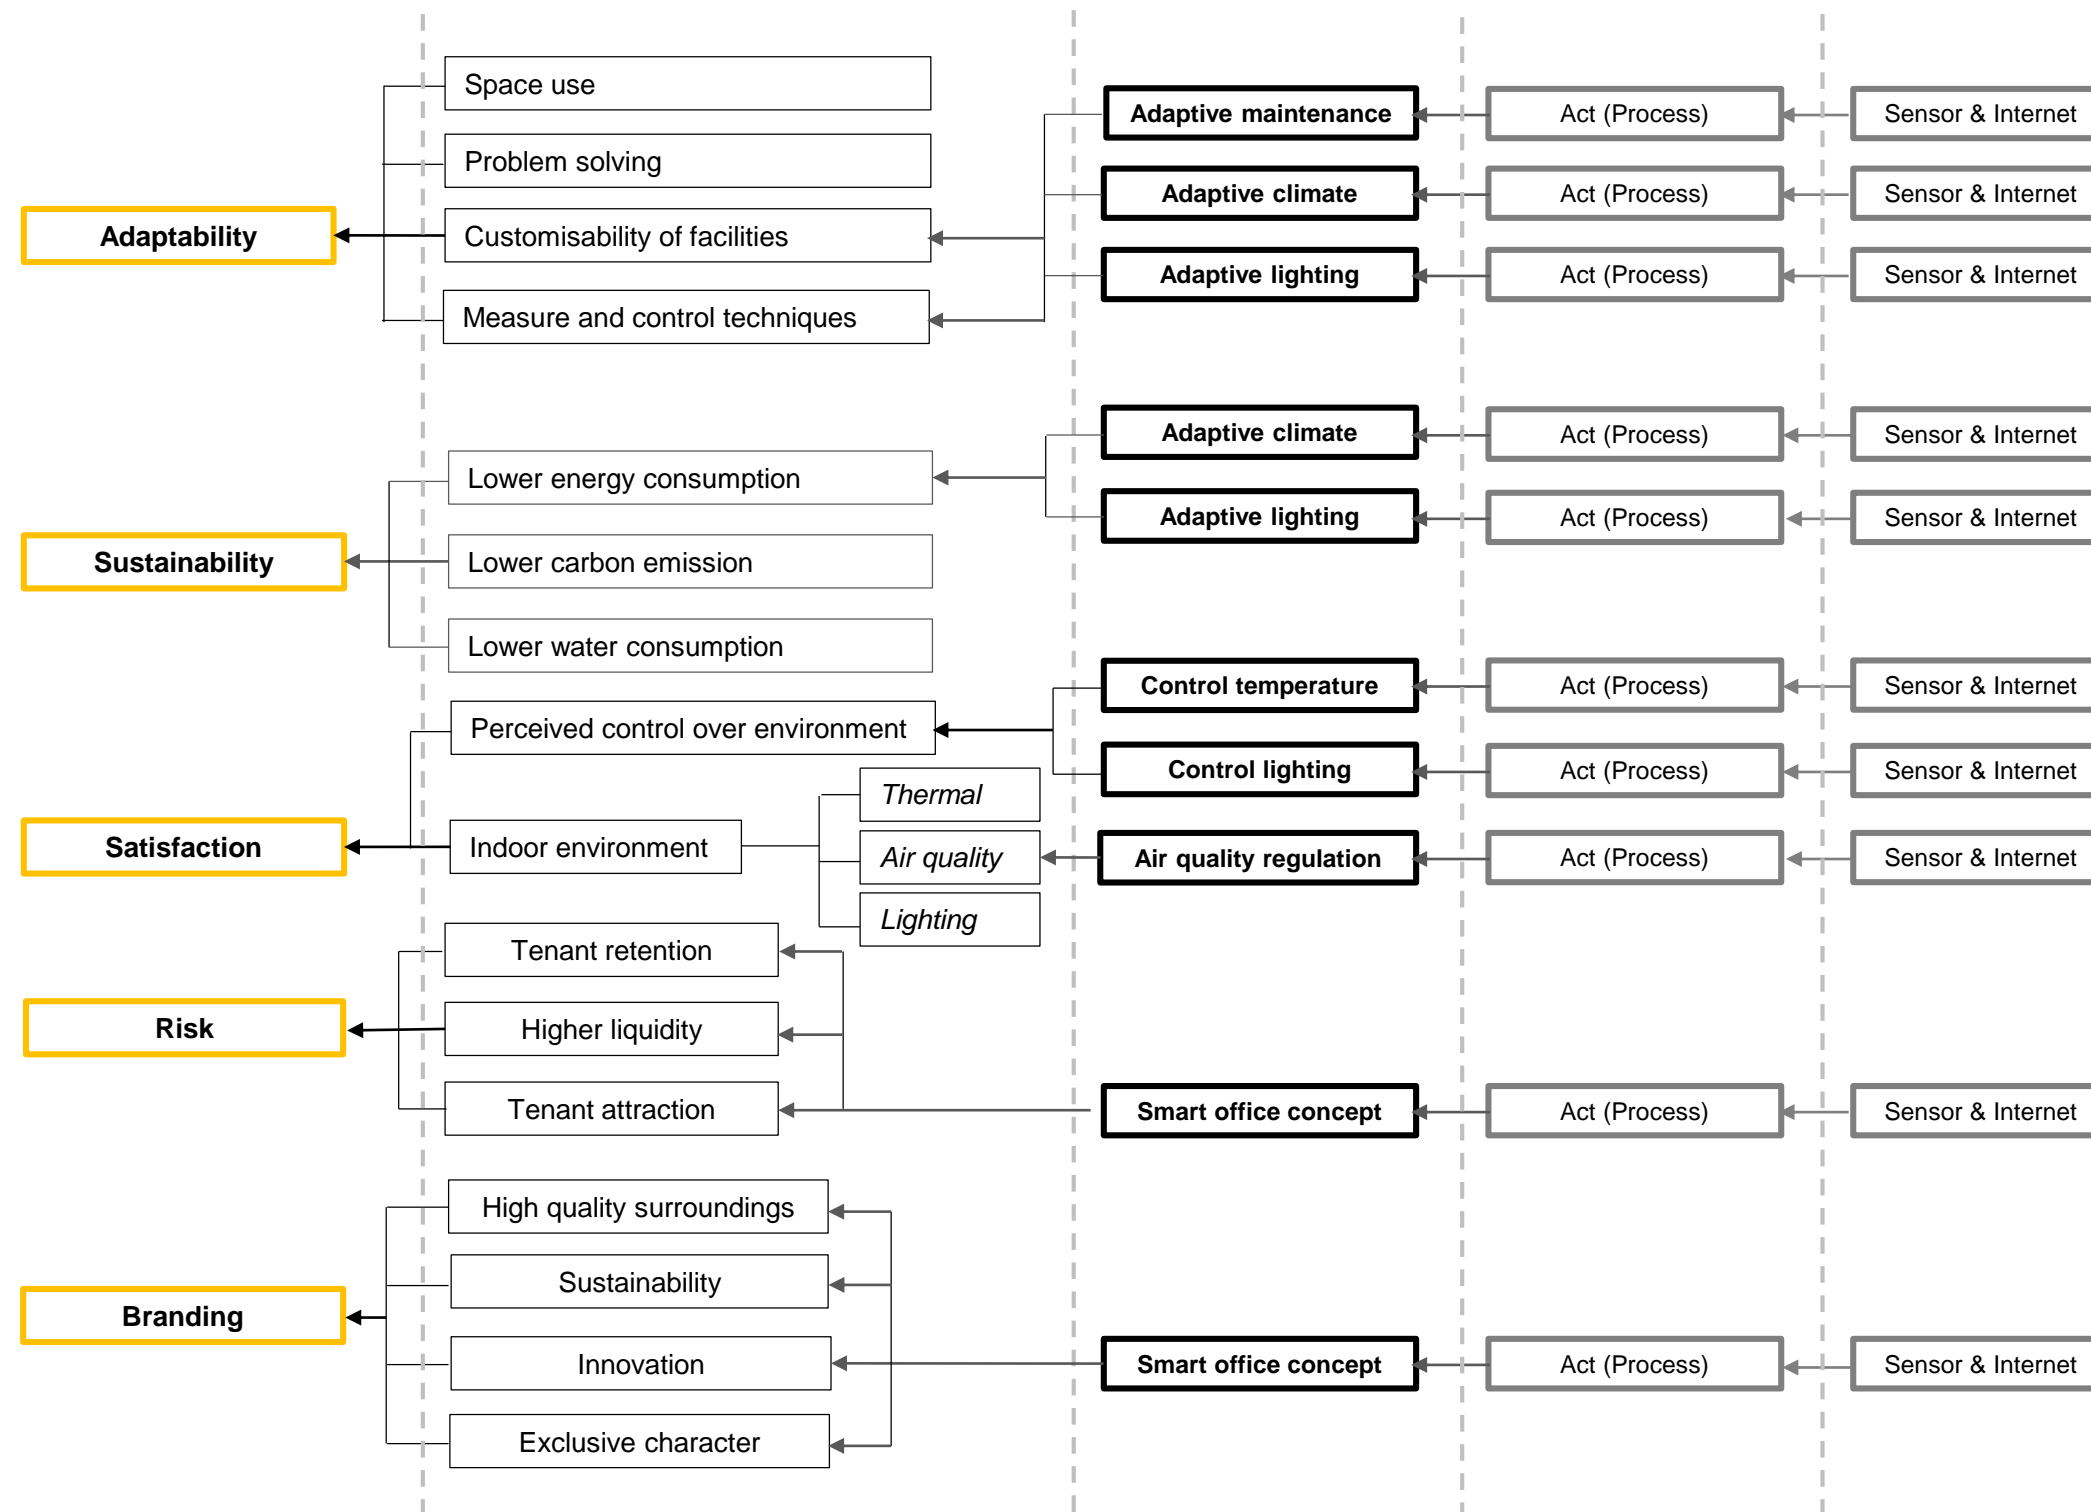 Space use
Adaptive maintenance
Act (Process)
Sensor & Internet
Problem solving
Adaptive climate
Act (Process)
Sensor & Internet
Adaptability
Customisability of facilities
Adaptive lighting
Act (Process)
Sensor & Internet
Measure and control techniques
Adaptive climate
Act (Process)
Sensor & Internet
Lower energy consumption
Adaptive lighting
Act (Process)
Sensor & Internet
Sustainability
Lower carbon emission
Lower water consumption
Control temperature
Act (Process)
Sensor & Internet
Perceived control over environment
Control lighting
Act (Process)
Sensor & Internet
Thermal
Satisfaction
Indoor environment
Air quality
Air quality regulation
Act (Process)
Sensor & Internet
Lighting
Tenant retention
Risk
Higher liquidity
Tenant attraction
Smart office concept
Act (Process)
Sensor & Internet
High quality surroundings
Sustainability
Branding
Innovation
Smart office concept
Act (Process)
Sensor & Internet
Exclusive character